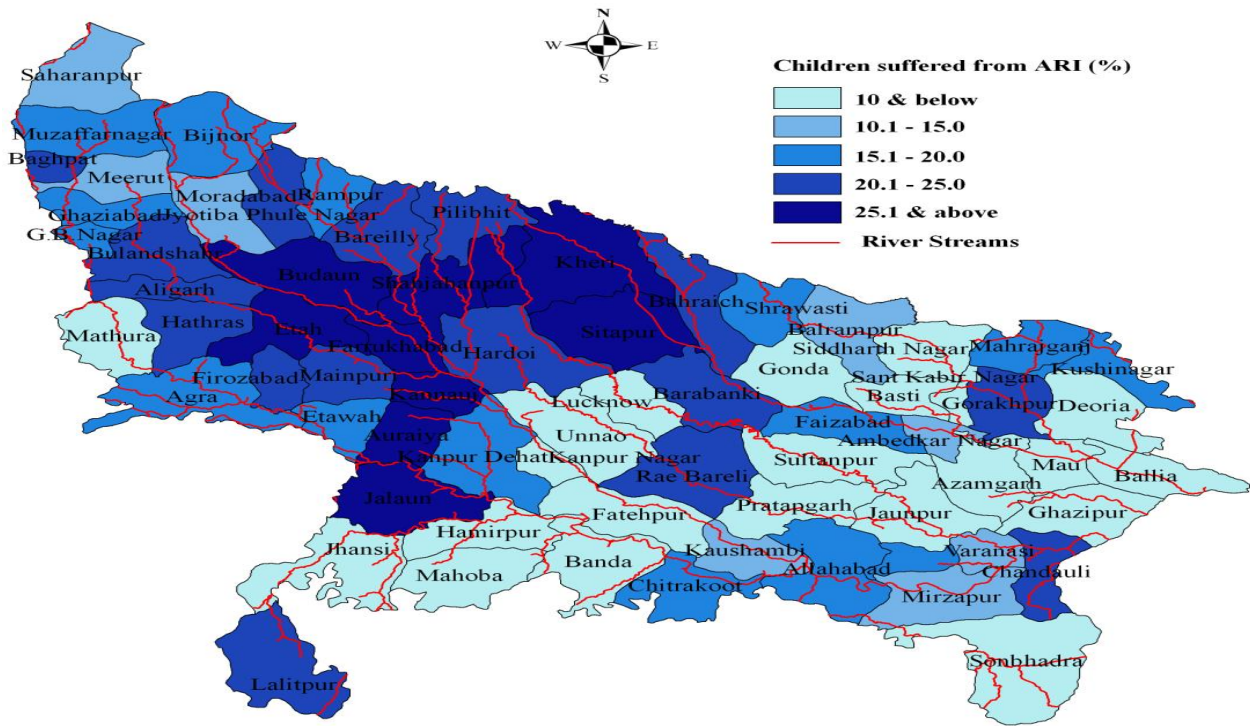 N
W E
S
Children suffered from ARI (%)
10 & below
10.1 - 15.0
15.1 - 20.0
20.1 - 25.0
25.1 & above
River Streams
Saharanpur
Muzaffarnagar
Bijnor
Baghpat
Meerut
Moradabad
Rampur
Ghaziabad
Jyotiba Phule Nagar
Pilibhit
G.B Nagar
Bareilly
Bulandshahr
Budaun
Shahjahanpur
Kheri
Aligarh
Bahraich
Shrawasti
Hathras
Etah
Sitapur
Balrampur
Mathura
Farrukhabad
Hardoi
Siddharth Nagar
Mahrajganj
Gonda
Kushinagar
Firozabad
Mainpuri
Sant Kabir Nagar
Agra
Kannauj
Lucknow
Barabanki
Basti
Gorakhpur
Deoria
Etawah
Faizabad
Auraiya
Unnao
Ambedkar Nagar
Kanpur Dehat
Kanpur Nagar
Sultanpur
Mau
Rae Bareli
Azamgarh
Ballia
Jalaun
Pratapgarh
Jaunpur
Ghazipur
Fatehpur
Hamirpur
Jhansi
Kaushambi
Varanasi
Banda
Allahabad
Chandauli
Mahoba
Chitrakoot
Mirzapur
Sonbhadra
Lalitpur